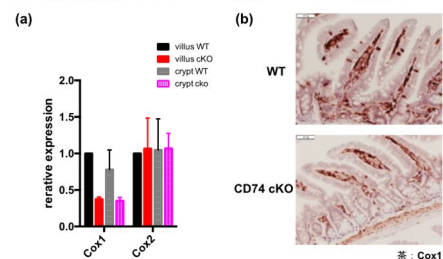 (a)
villus WT
villus cKO
crypt WT
crypt cko
rerative expression
2.0
1.5
1.0
0.5
0.0
Cox1
Cox2
(b)
WT
CD74 cKO
茶：Cox1